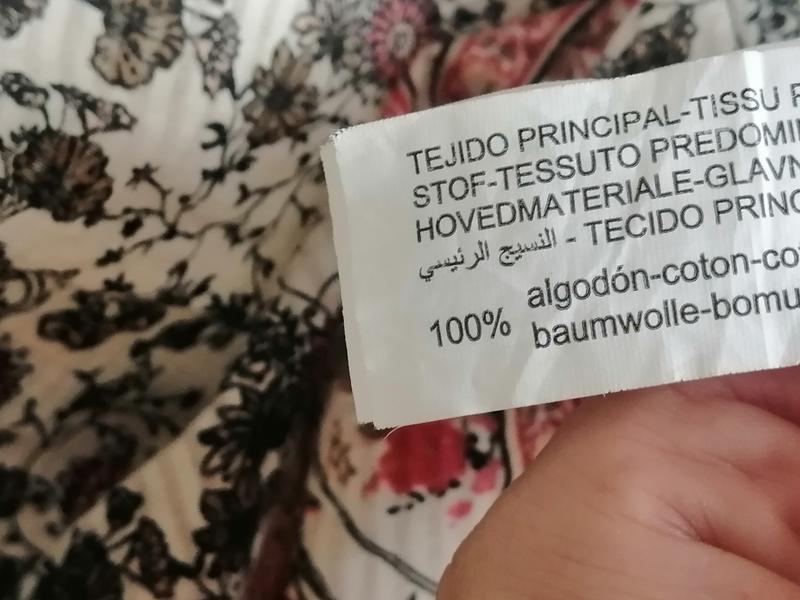 TEJIDO PRINCIPAL-TISSU P
STOF-TESSUTO PREDOMI
HOVEDMATERIALE-GLAVN
النسيج الرئيسي - TECIDO PRINC
algodón-coton-co
100% baumwolle-bomu